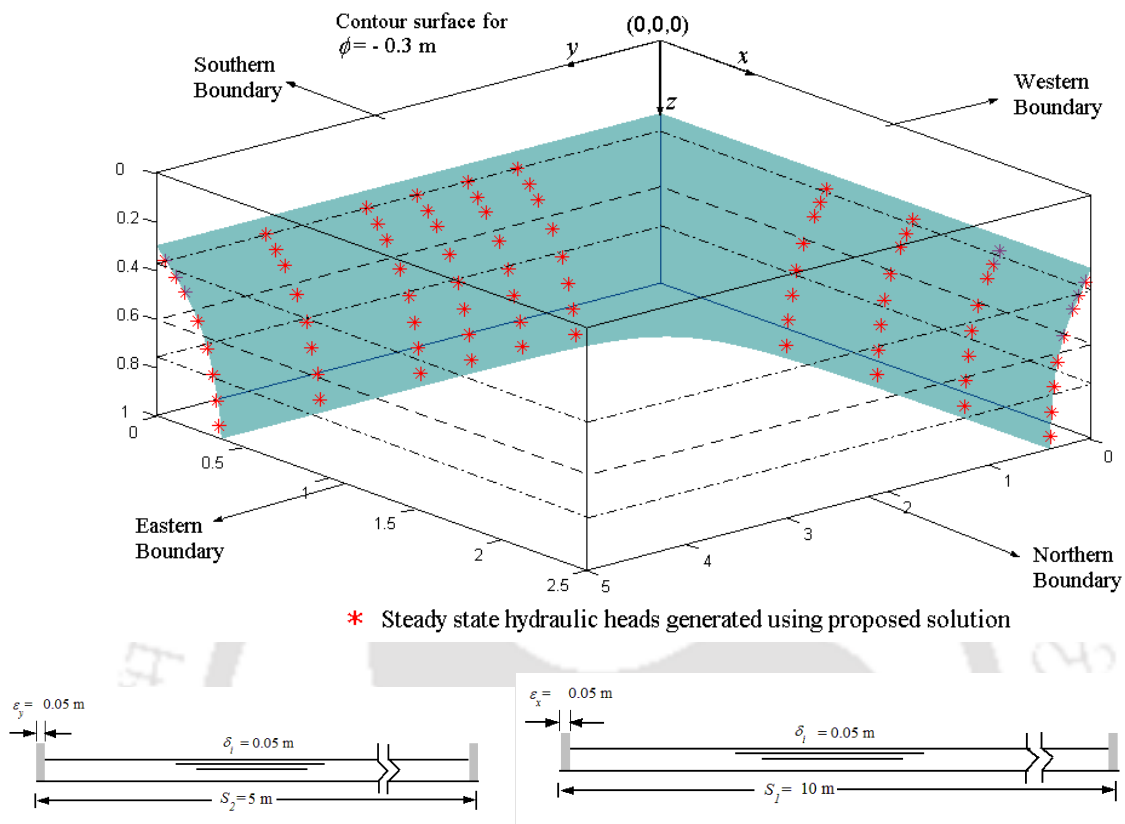 Contour surface for
ϕ = - 0.3 m
(0,0,0)
y
x
z
Southern
Boundary
Western
Boundary
0
0.2
0.4
0.6
0.8
1
0
0.5
1
1.5
2
2.5
5
4
3
2
1
0
Eastern
Boundary
Northern
Boundary
* Steady state hydraulic heads generated using proposed solution
εy = 0.05 m
δi = 0.05 m
S2 = 5 m
εx = 0.05 m
δi = 0.05 m
S1 = 10 m